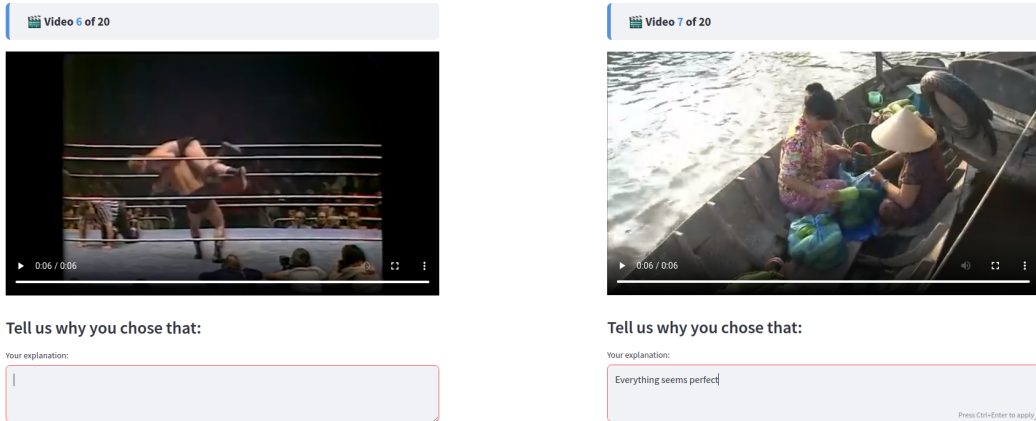 Video 6 of 20
0:06 / 0:06
Tell us why you chose that:
Your explanation:
Video 7 of 20
0:06 / 0:06
Tell us why you chose that:
Your explanation:
Everything seems perfect
Press Ctrl+Enter to apply